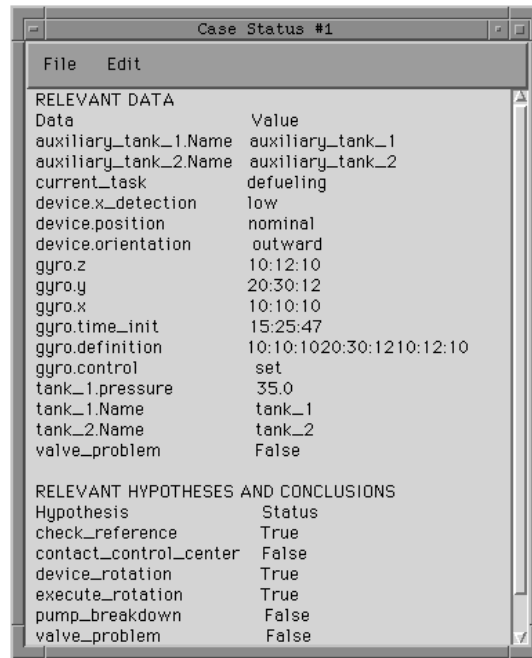 Case Status #1
File Edit
RELEVANT DATA
Data Value
auxiliary_tank_1.Name auxiliary_tank_1
auxiliary_tank_2.Name auxiliary_tank_2
current_task defueling
device.x_detection low
device.position nominal
device.orientation outward
gyro.z 10:12:10
gyro.y 20:30:12
gyro.x 10:10:10
gyro.time_init 15:25:47
gyro.definition 10:10:1020:30:1210:12:10
gyro.control set
tank_1.pressure 35.0
tank_1.Name tank_1
tank_2.Name tank_2
valve_problem False
RELEVANT HYPOTHESES AND CONCLUSIONS
Hypothesis Status
check_reference True
contact_control_center False
device_rotation True
execute_rotation True
pump_breakdown False
valve_problem False